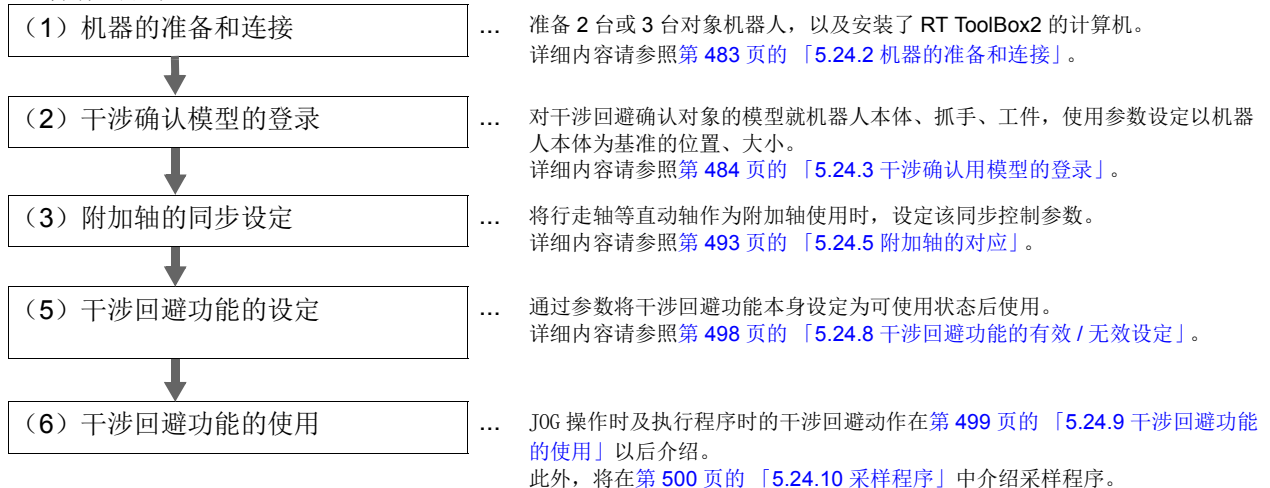 （1）机器的准备和连接
... 准备 2 台或 3 台对象机器人，以及安装了 RT ToolBox2 的计算机。
详细内容请参照第 483 页的 「5.24.2 机器的准备和连接」。
（2）干涉确认模型的登录
... 对干涉回避确认对象的模型就机器人本体、抓手、工件，使用参数设定以机器
人本体为基准的位置、大小。
详细内容请参照第 484 页的 「5.24.3 干涉确认用模型的登录」。
（3）附加轴的同步设定
... 将行走轴等直动轴作为附加轴使用时，设定该同步控制参数。
详细内容请参照第 493 页的 「5.24.5 附加轴的对应」。
（5）干涉回避功能的设定
... 通过参数将干涉回避功能本身设定为可使用状态后使用。
详细内容请参照第 498 页的 「5.24.8 干涉回避功能的有效 / 无效设定」。
（6）干涉回避功能的使用
... JOG 操作时及执行程序时的干涉回避动作在第 499 页的 「5.24.9 干涉回避功能
的使用」以后介绍。
此外，将在第 500 页的 「5.24.10 采样程序」中介绍采样程序。